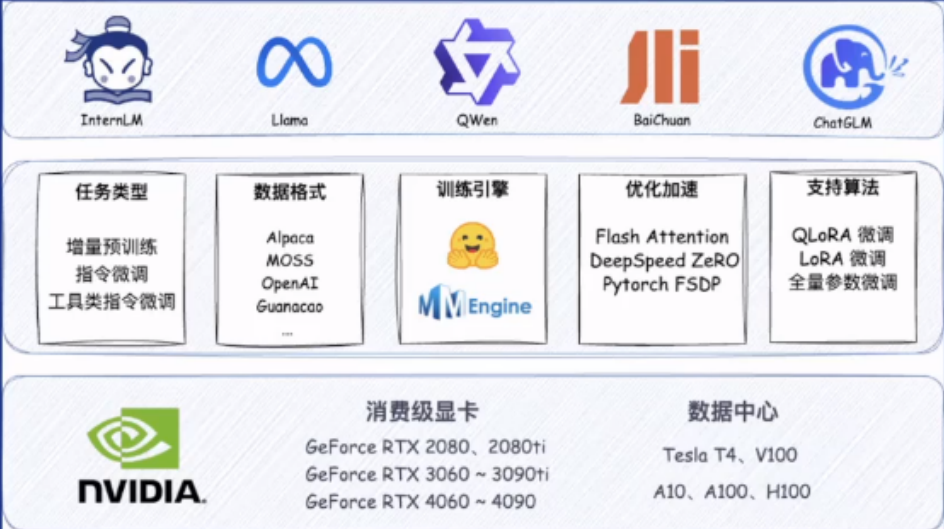 InternLM
Llama
QWen
BaiChuan
ChatGLM
任务类型
增量预训练
指令微调
工具类指令微调
数据格式
Alpaca
MOSS
OpenAI
Guanacao
...
训练引擎
MMEngine
优化加速
Flash Attention
DeepSpeed ZeRO
Pytorch FSDP
支持算法
QLoRA 微调
LoRA 微调
全量参数微调
NVIDIA.
消费级显卡
GeForce RTX 2080、2080ti
GeForce RTX 3060 ~ 3090ti
GeForce RTX 4060 ~ 4090
数据中心
Tesla T4、V100
A10、A100、H100